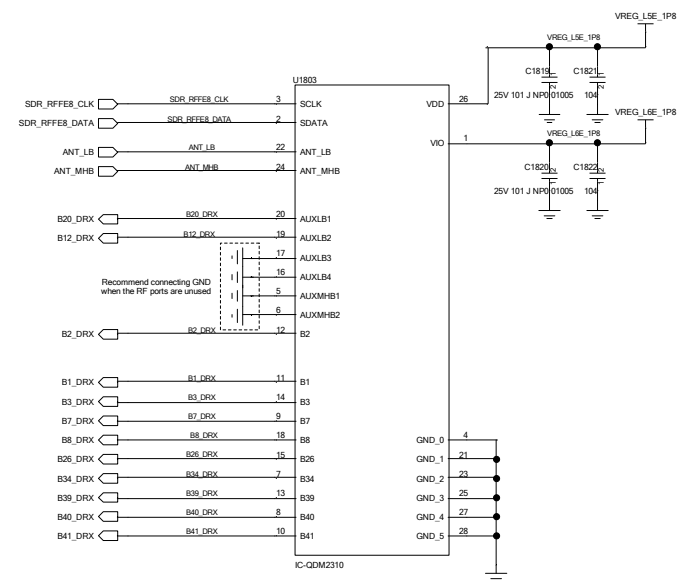 VREG_L5E_1P8
VREG_L5E_1P8
U1803
C1819 2 1
C1821 2 1
SDR_RFFE8_CLK SDR_RFFE8_CLK 3 SCLK
VDD 26
25V 101 J NP0 01005
104
SDR_RFFE8_DATA SDR_RFFE8_DATA 2 SDATA
VREG_L6E_1P8
VREG_L6E_1P8
VIO 1
ANT_LB ANT_LB 22 ANT_LB
ANT_MHB ANT_MHB 24 ANT_MHB
C1820 2
C1822 2
25V 101 J NP0 01005
104
B20_DRX B20_DRX 20 AUXLB1
B12_DRX B12_DRX 19 AUXLB2
17 AUXLB3
16 AUXLB4
Recommend connecting GND
when the RF ports are unused
5 AUXMHB1
6 AUXMHB2
B2_DRX B2_DRX 12 B2
B1_DRX B1_DRX 11 B1
B3_DRX B3_DRX 14 B3
B7_DRX B7_DRX 9 B7
B8_DRX B8_DRX 18 B8
GND_0 4
B26_DRX B26_DRX 15 B26
GND_1 21
B34_DRX B34_DRX 7 B34
GND_2 23
B39_DRX B39_DRX 13 B39
GND_3 25
B40_DRX B40_DRX 8 B40
GND_4 27
B41_DRX B41_DRX 10 B41
GND_5 28
IC-QDM2310